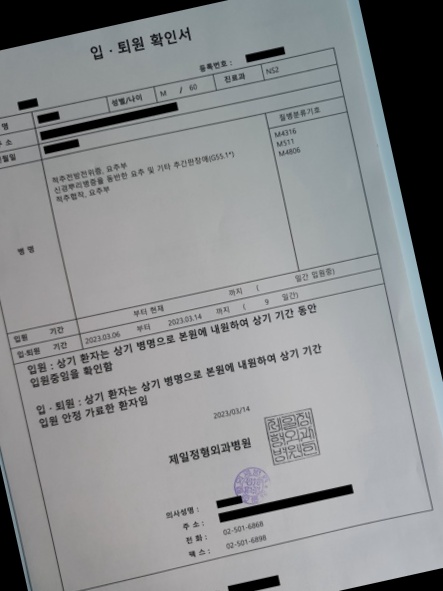 입 · 퇴원 확인서
등록번호 :
명 성별/나이 M / 60 진료과 NS2
주 소
월일
병 명 질병분류기호
척추전방전위증, 요추부 M4316
신경뿌리병증을 동반한 요추 및 기타 추간판장애(G55.1*) M511
척추협착, 요추부 M4806
입원 기간 부터 현재 까지 ( 일간 입원중)
입·퇴원 기간 2023.03.06 부터 2023.03.14 까지 ( 9 일간)
입원 : 상기 환자는 상기 병명으로 본원에 내원하여 상기 기간 동안
입원중임을 확인함
입 · 퇴원 : 상기 환자는 상기 병명으로 본원에 내원하여 상기 기간
입원 안정 가료한 환자임
2023/03/14
제일정형외과병원
제일정형외과병원인
의사성명 :
주 소 :
전 화 : 02-501-6868
팩 스 : 02-501-6898